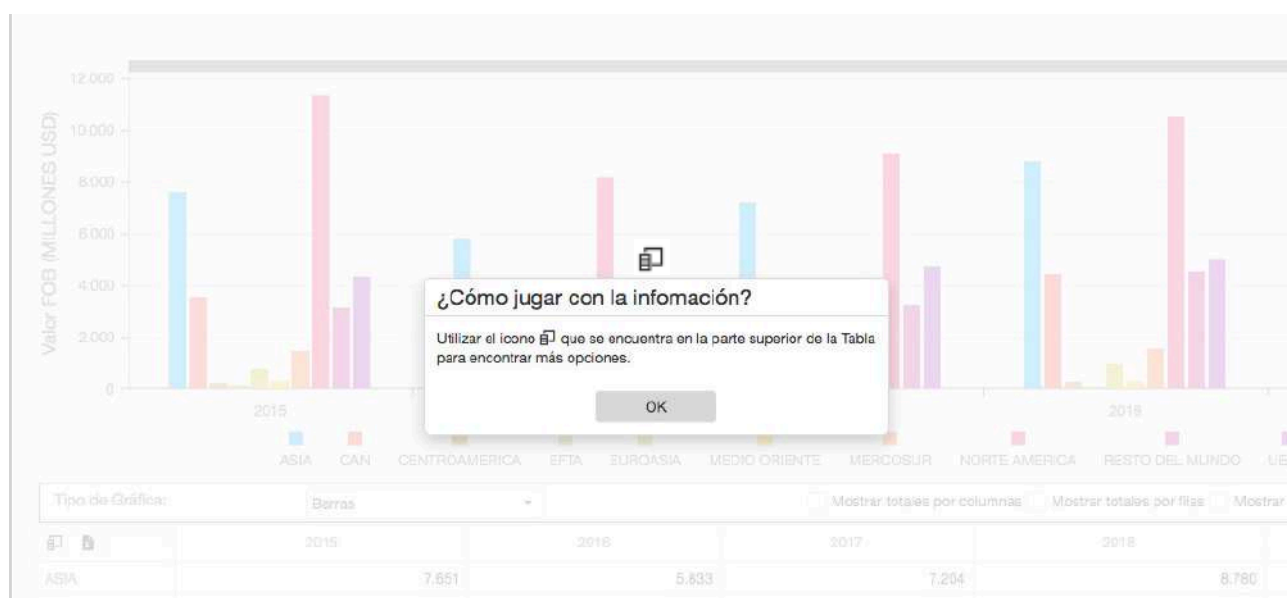 12.000
10.000
8.000
6.000
4.000
2.000
0
Valor FOB (MILLONES USD)
¿Cómo jugar con la infomación?
Utilizar el icono que se encuentra en la parte superior de la Tabla
para encontrar más opciones.
OK
2015
2018
ASIA CAN CENTROAMERICA EFTA EUROASIA MEDIO ORIENTE MERCOSUR NORTE AMERICA RESTO DEL MUNDO UE
Tipo de Gráfica: Barras Mostrar totales por columnas Mostrar totales por filas Mostrar
2015 2016 2017 2018
ASIA 7.651 5.833 7.204 8.780